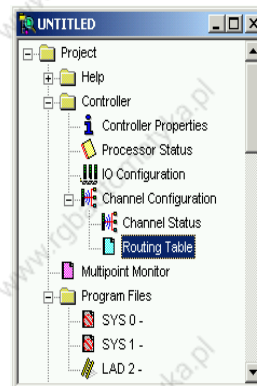 UNTITLED
Project
Help
Controller
Controller Properties
Processor Status
IO Configuration
Channel Configuration
Channel Status
Routing Table
Multipoint Monitor
Program Files
SYS 0 -
SYS 1 -
LAD 2 -